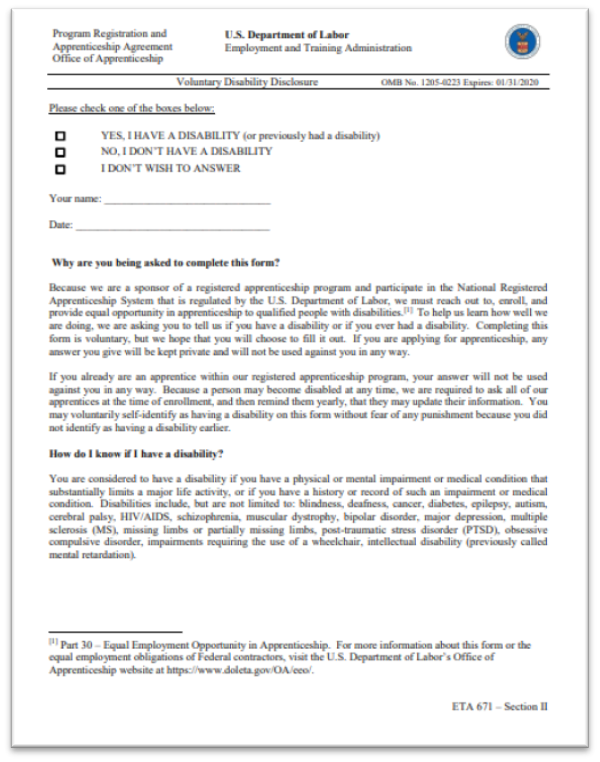 Program Registration and
Apprenticeship Agreement
Office of Apprenticeship
U.S. Department of Labor
Employment and Training Administration
Voluntary Disability Disclosure
OMB No. 1205-0223 Expires: 01/31/2020
Please check one of the boxes below:
YES, I HAVE A DISABILITY (or previously had a disability)
NO, I DON'T HAVE A DISABILITY
I DON'T WISH TO ANSWER
Your name: ______________________________
Date: ___________________________________
Why are you being asked to complete this form?
Because we are a sponsor of a registered apprenticeship program and participate in the National Registered
Apprenticeship System that is regulated by the U.S. Department of Labor, we must reach out to, enroll, and
provide equal opportunity in apprenticeship to qualified people with disabilities.[1] To help us learn how well we
are doing, we are asking you to tell us if you have a disability or if you ever had a disability. Completing this
form is voluntary, but we hope that you will choose to fill it out. If you are applying for apprenticeship, any
answer you give will be kept private and will not be used against you in any way.
If you already are an apprentice within our registered apprenticeship program, your answer will not be used
against you in any way. Because a person may become disabled at any time, we are required to ask all of our
apprentices at the time of enrollment, and then remind them yearly, that they may update their information. You
may voluntarily self-identify as having a disability on this form without fear of any punishment because you did
not identify as having a disability earlier.
How do I know if I have a disability?
You are considered to have a disability if you have a physical or mental impairment or medical condition that
substantially limits a major life activity, or if you have a history or record of such an impairment or medical
condition. Disabilities include, but are not limited to: blindness, deafness, cancer, diabetes, epilepsy, autism,
cerebral palsy, HIV/AIDS, schizophrenia, muscular dystrophy, bipolar disorder, major depression, multiple
sclerosis (MS), missing limbs or partially missing limbs, post-traumatic stress disorder (PTSD), obsessive
compulsive disorder, impairments requiring the use of a wheelchair, intellectual disability (previously called
mental retardation).
[1] Part 30 – Equal Employment Opportunity in Apprenticeship. For more information about this form or the
equal employment obligations of Federal contractors, visit the U.S. Department of Labor's Office of
Apprenticeship website at https://www.doleta.gov/OA/eeo/.
ETA 671 – Section II